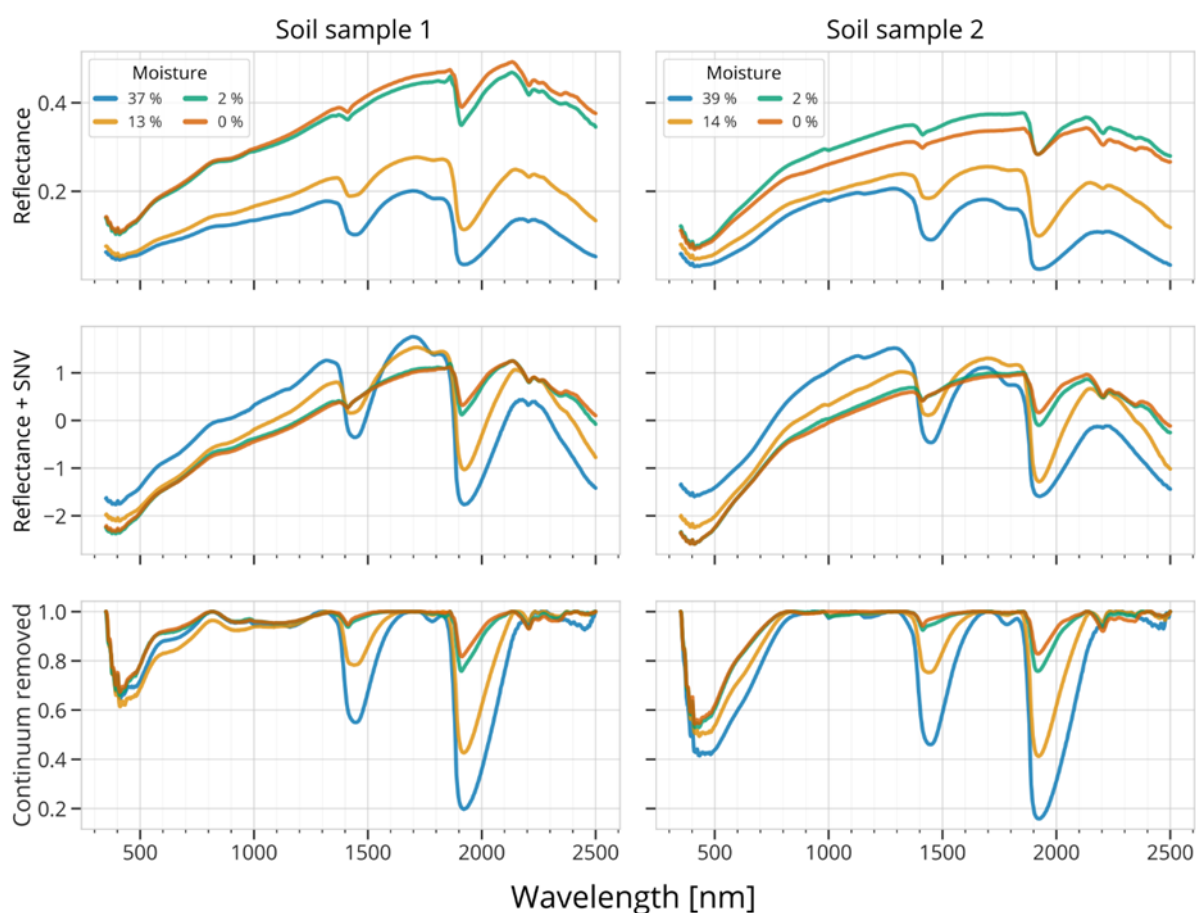 Soil sample 1
Soil sample 2
Reflectance
0.4
0.2
Moisture
37 % 2 %
13 % 0 %
Moisture
39 % 2 %
14 % 0 %
Reflectance + SNV
1
0
−1
−2
Continuum removed
1.0
0.8
0.6
0.4
0.2
500 1000 1500 2000 2500
500 1000 1500 2000 2500
Wavelength [nm]